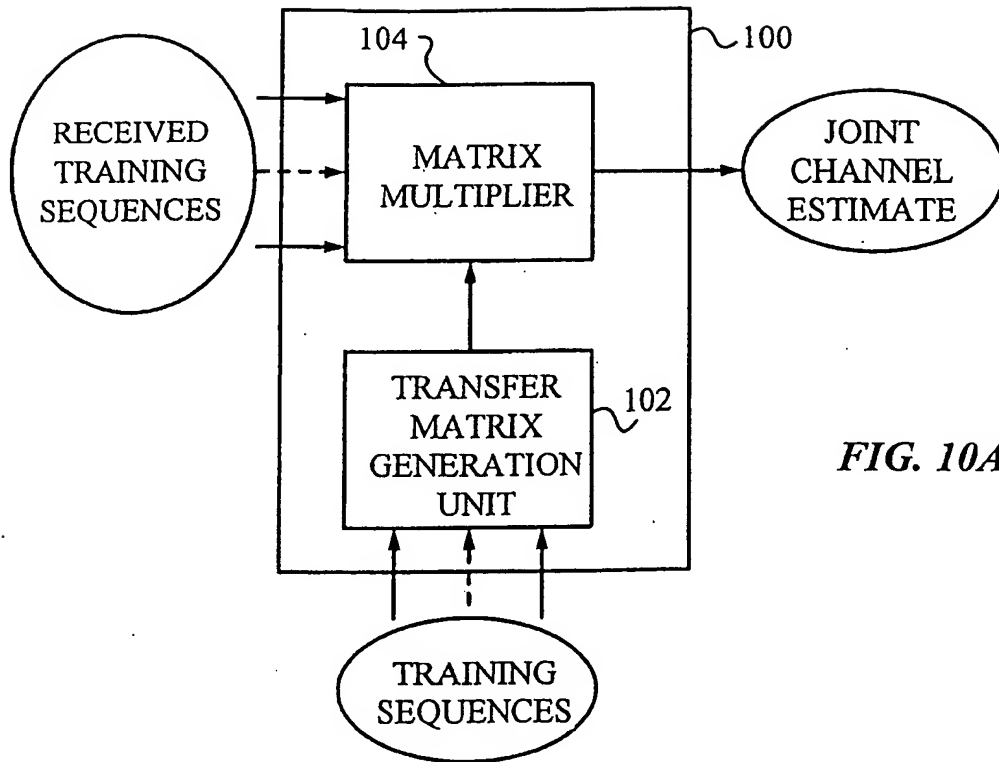 104
100
RECEIVED
TRAINING
SEQUENCES
MATRIX
MULTIPLIER
JOINT
CHANNEL
ESTIMATE
TRANSFER
MATRIX
GENERATION
UNIT
102
FIG. 10A
TRAINING
SEQUENCES